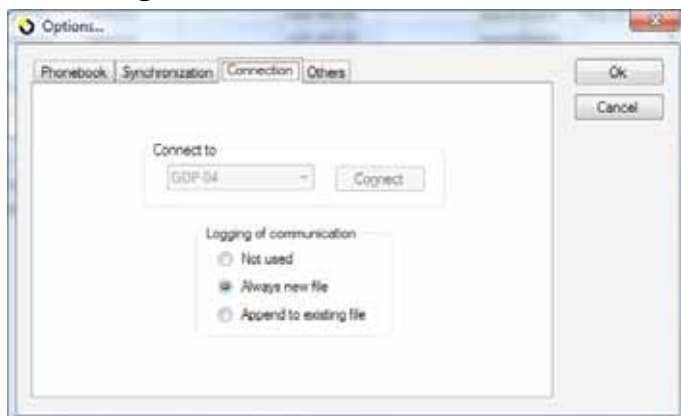 Options...
Phonebook Synchronization Connection Others
Ok
Cancel
Connect to
GDP-04 Connect
Logging of communication
Not used
Always new file
Append to existing file